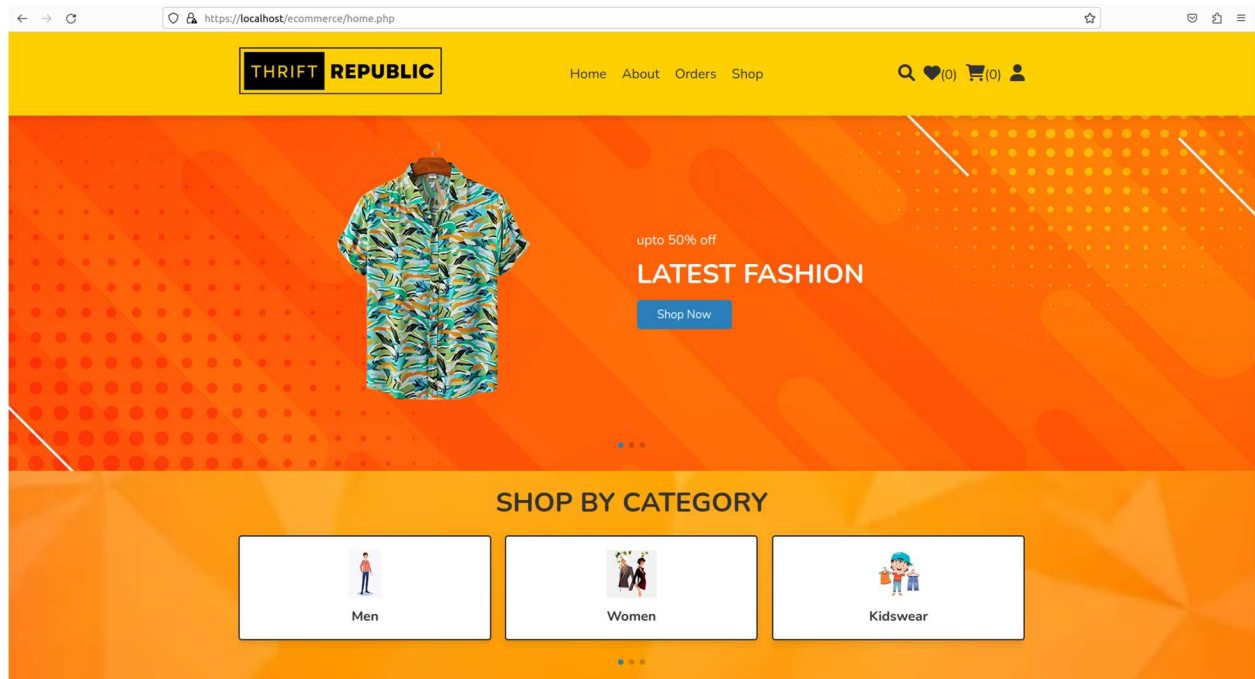 https://localhost/ecommerce/home.php
THRIFT REPUBLIC
Home About Orders Shop
(0) (0)
upto 50% off
LATEST FASHION
Shop Now
SHOP BY CATEGORY
Men
Women
Kidswear